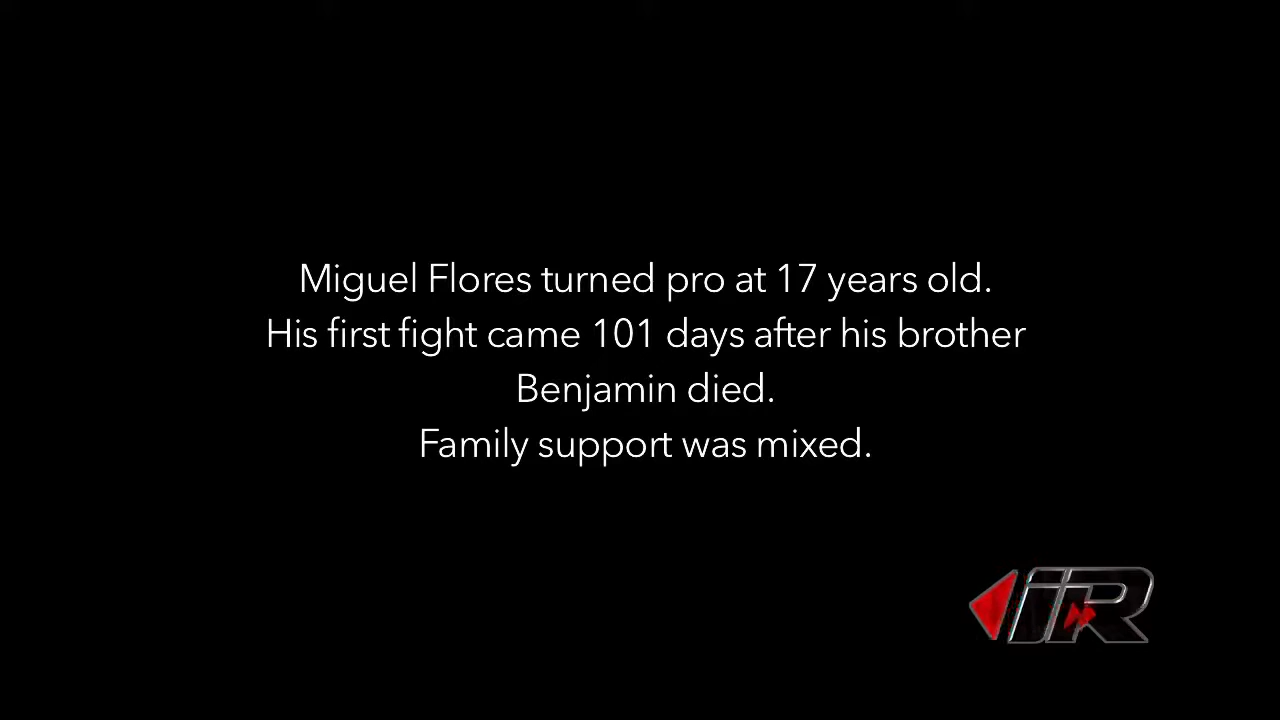 Miguel Flores turned pro at 17 years old.
His first fight came 101 days after his brother
Benjamin died.
Family support was mixed.
iTR